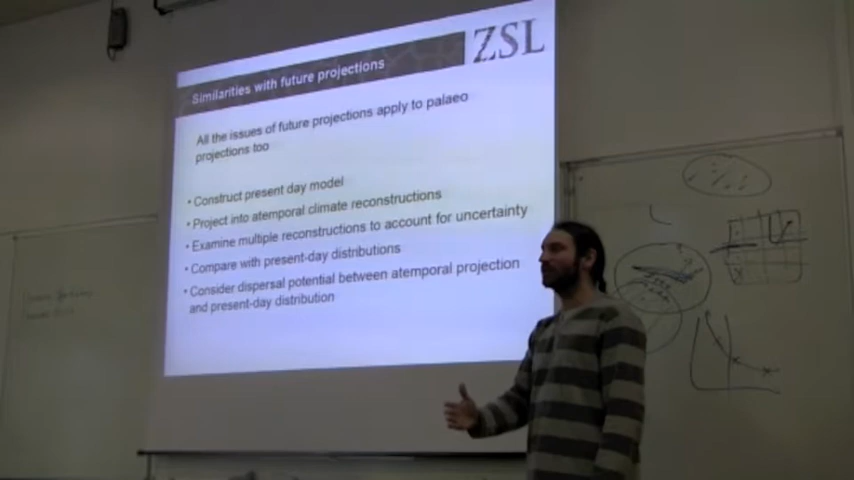 ZSL
Similarities with future projections
All the issues of future projections apply to palaeo
projections too
• Construct present day model
• Project into atemporal climate reconstructions
• Examine multiple reconstructions to account for uncertainty
• Compare with present-day distributions
• Consider dispersal potential between atemporal projection
and present-day distribution